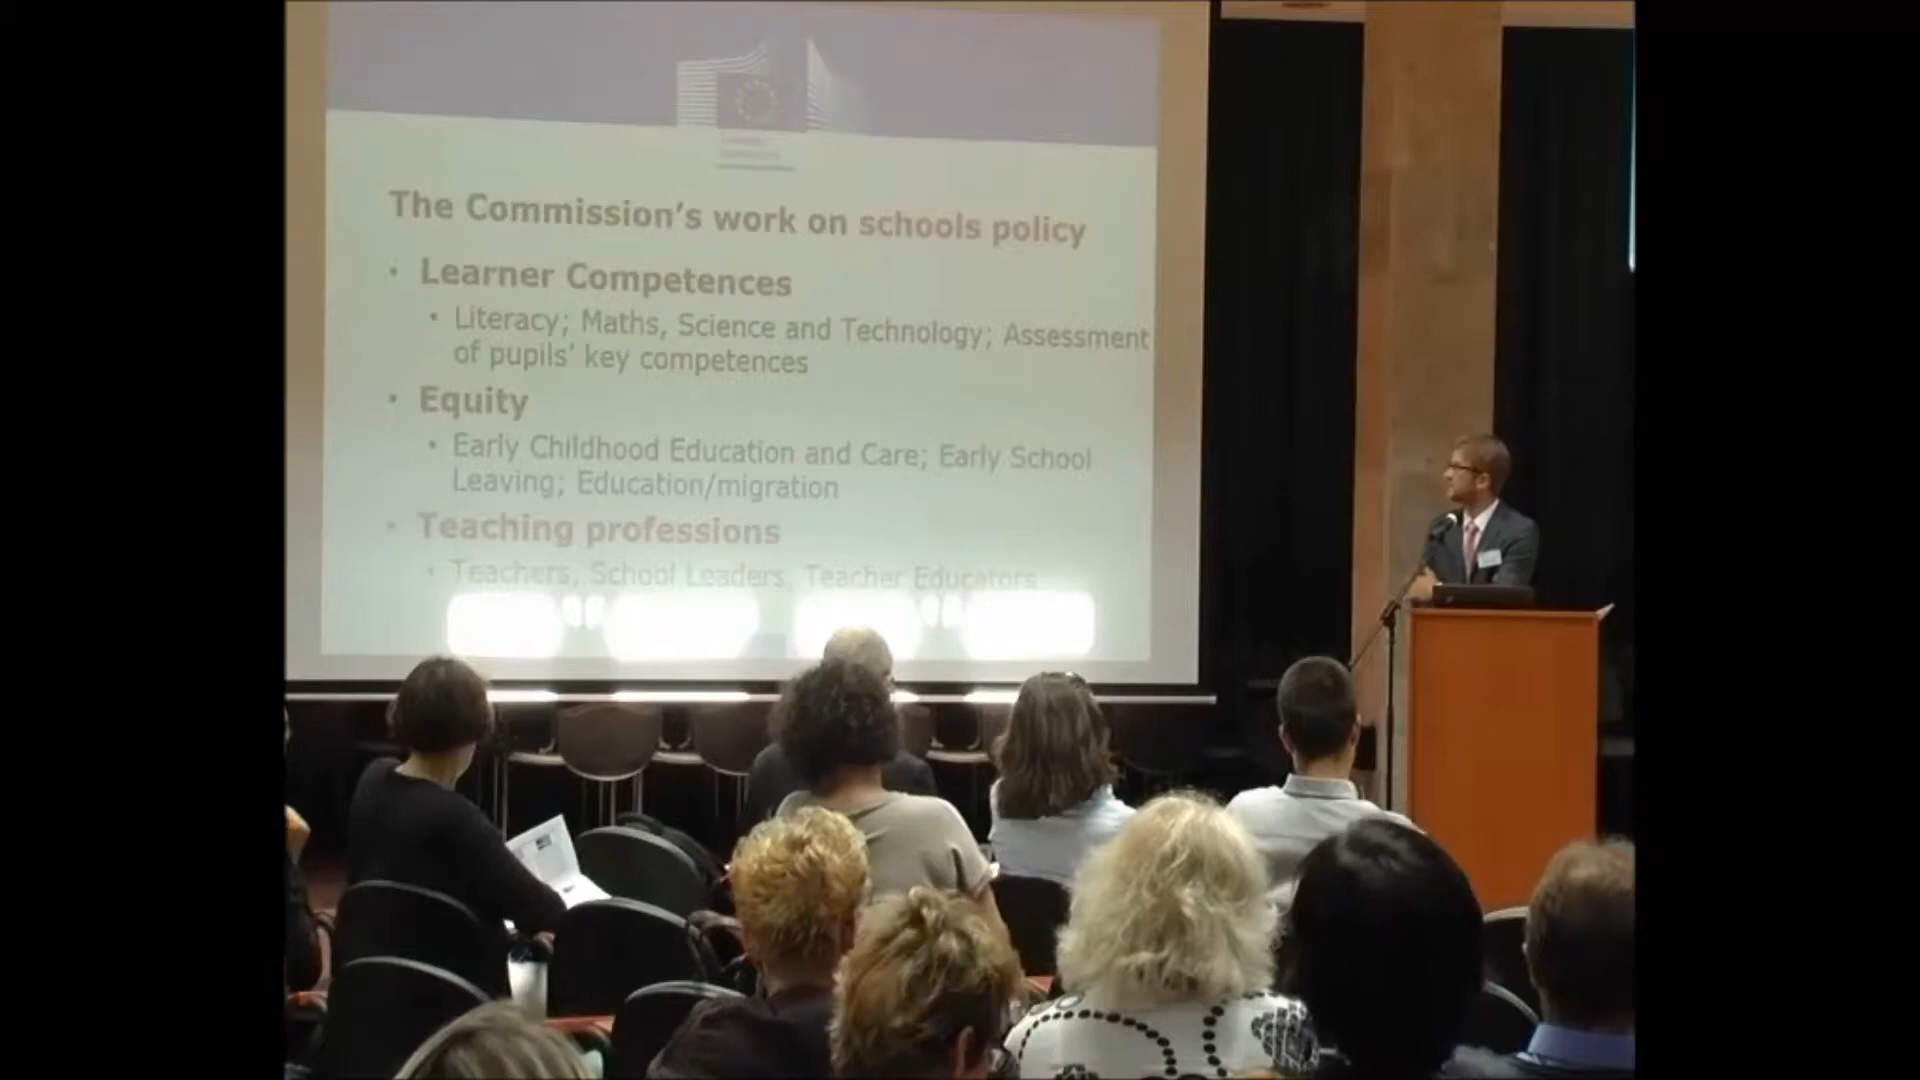 The Commission's work on schools policy
• Learner Competences
• Literacy; Maths, Science and Technology; Assessment
of pupils' key competences
• Equity
• Early Childhood Education and Care; Early School
Leaving; Education/migration
• Teaching professions
• Teachers, School Leaders, Teacher Educators